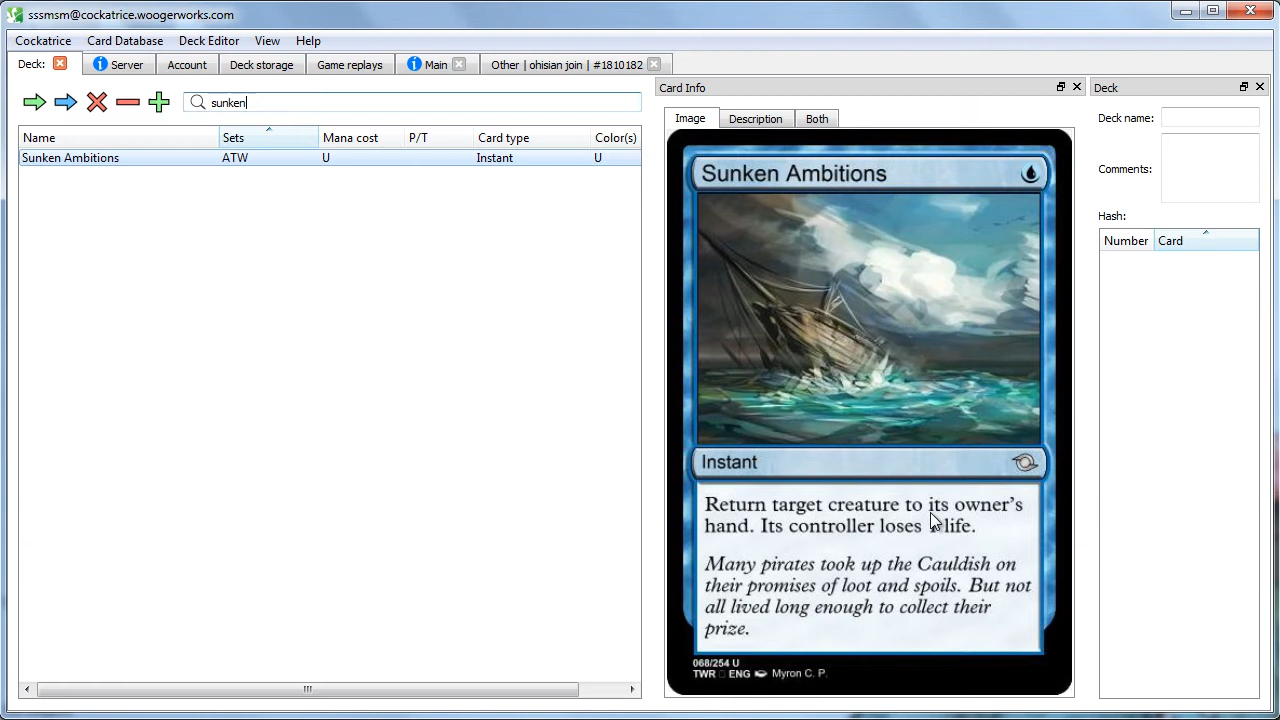 sssmsm@cockatrice.woogerworks.com
Cockatrice Card Database Deck Editor View Help
Deck: Server Account Deck storage Game replays Main Other | ohisian join | #1810182
sunken
Name Sets Mana cost P/T Card type Color(s)
Sunken Ambitions ATW U Instant U
Card Info
Image Description Both
Sunken Ambitions
Instant
Return target creature to its owner's
hand. Its controller loses life.
Many pirates took up the Cauldish on
their promises of loot and spoils. But not
all lived long enough to collect their
prize.
068/254 U
TWR ENG Myron C. P.
Deck
Deck name:
Comments:
Hash:
Number Card